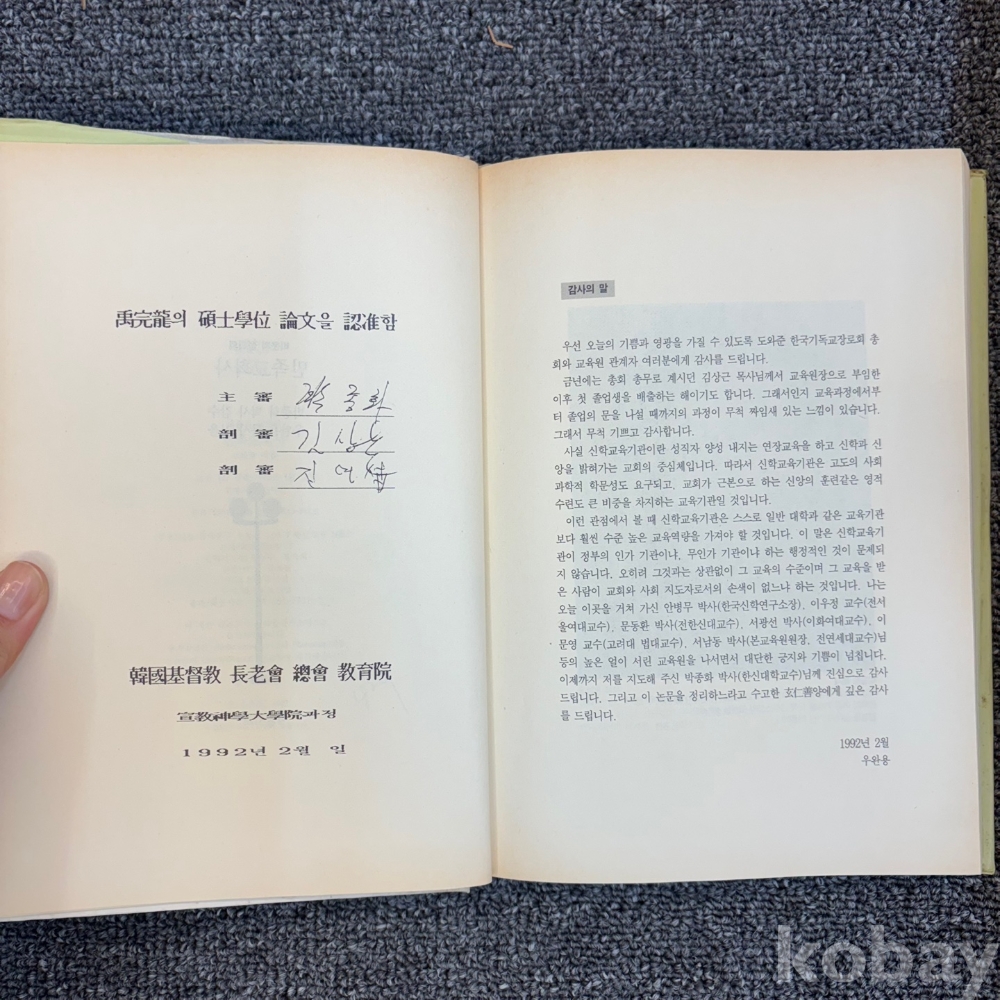 禹完龍의 碩士學位 論文을 認准함
主 審 박 종화
副 審 김 상근
副 審 진
韓國基督敎 長老會 總會 敎育院
宣敎神學大學院과정
1992년 2월 일
감사의 말
우선 오늘의 기쁨과 영광을 가질 수 있도록 도와준 한국기독교장로회 총
회와 교육원 관계자 여러분에게 감사를 드립니다.
금년에는 총회 총무로 계시던 김상근 목사님께서 교육원장으로 부임한
이후 첫 졸업생을 배출하는 해이기도 합니다. 그래서인지 교육과정에서부
터 졸업의 문을 나설 때까지의 과정이 무척 짜임새 있는 느낌이 있습니다.
그래서 무척 기쁘고 감사합니다.
사실 신학교육기관이란 성직자 양성 내지는 연장교육을 하고 신학과 신
앙을 밝혀가는 교회의 중심체입니다. 따라서 신학교육기관은 고도의 사회
과학적 학문성도 요구되고, 교회가 근본으로 하는 신앙의 훈련같은 영적
수련도 큰 비중을 차지하는 교육기관일 것입니다.
이런 관점에서 볼 때 신학교육기관은 스스로 일반 대학과 같은 교육기관
보다 훨씬 수준 높은 교육역량을 가져야 할 것입니다. 이 말은 신학교육기
관이 정부의 인가 기관이냐, 무인가 기관이냐 하는 행정적인 것이 문제되
지 않습니다. 오히려 그것과는 상관없이 그 교육의 수준이며 그 교육을 받
은 사람이 교회와 사회 지도자로서의 손색이 없느냐 하는 것입니다. 나는
오늘 이곳을 거쳐 가신 안병무 박사(한국신학연구소장), 이우정 교수(전서
울여대교수), 문동환 박사(전한신대교수), 서광선 박사(이화여대교수), 이
문영 교수(고려대 법대교수), 서남동 박사(본교육원원장, 전연세대교수)님
등의 높은 얼이 서린 교육원을 나서면서 대단한 긍지와 기쁨이 넘칩니다.
이제까지 저를 지도해 주신 박종화 박사(한신대교수)님께 진심으로 감사
드립니다. 그리고 이 논문을 정리하느라고 수고한 玄仁善양에게 깊은 감사
를 드립니다.
1992년 2월
우완용
kobay